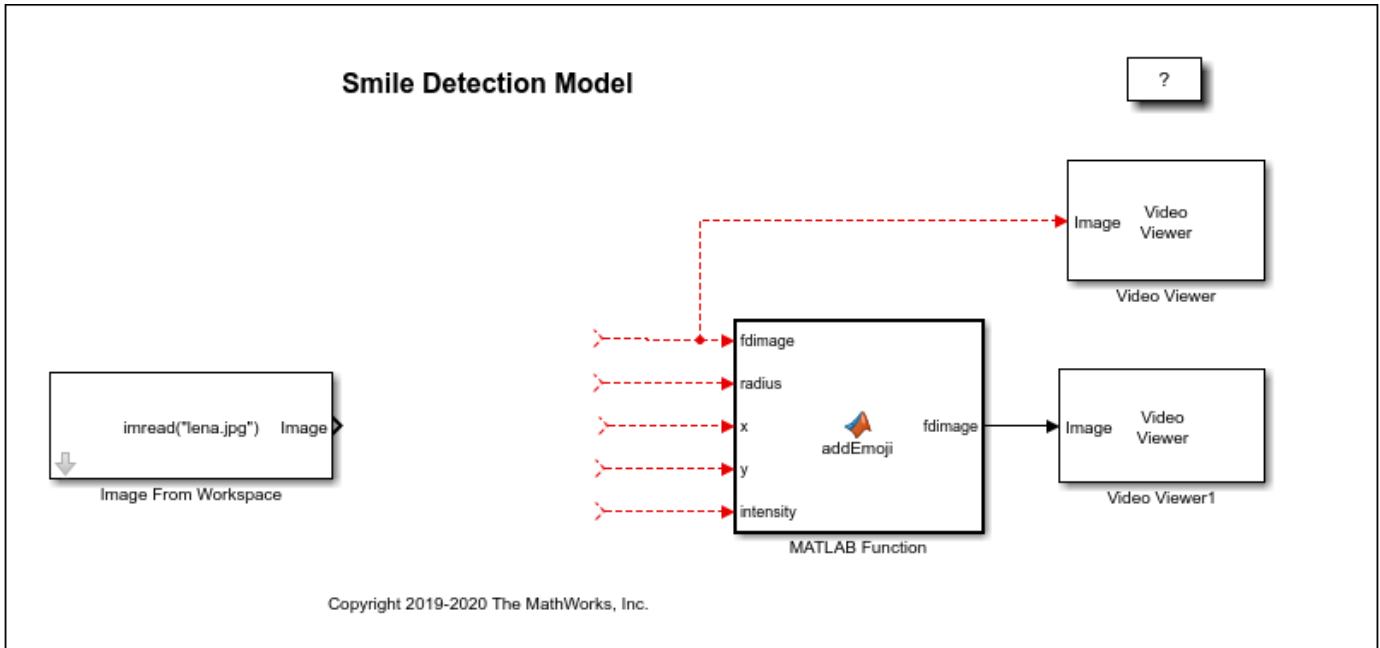 Smile Detection Model
?
Image
Video
Viewer
Video Viewer
fdimage
radius
x
y
intensity
addEmoji
fdimage
MATLAB Function
imread("lena.jpg")
Image
Image From Workspace
Image
Video
Viewer
Video Viewer1
Copyright 2019-2020 The MathWorks, Inc.